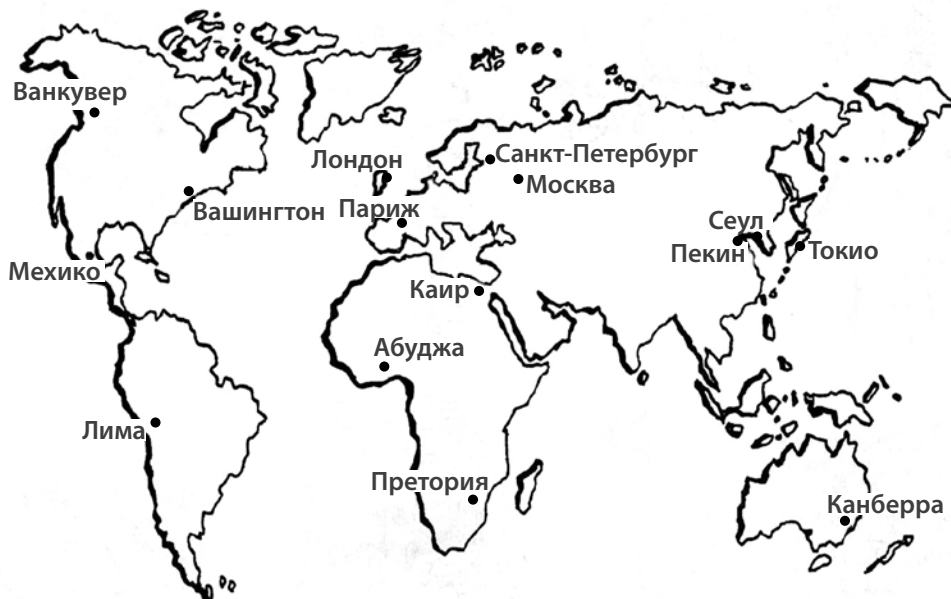 Ванкувер
Лондон
Санкт-Петербург
Москва
Вашингтон
Париж
Сеул
Пекин
Токио
Мехико
Каир
Абуджа
Лима
Претория
Канберра